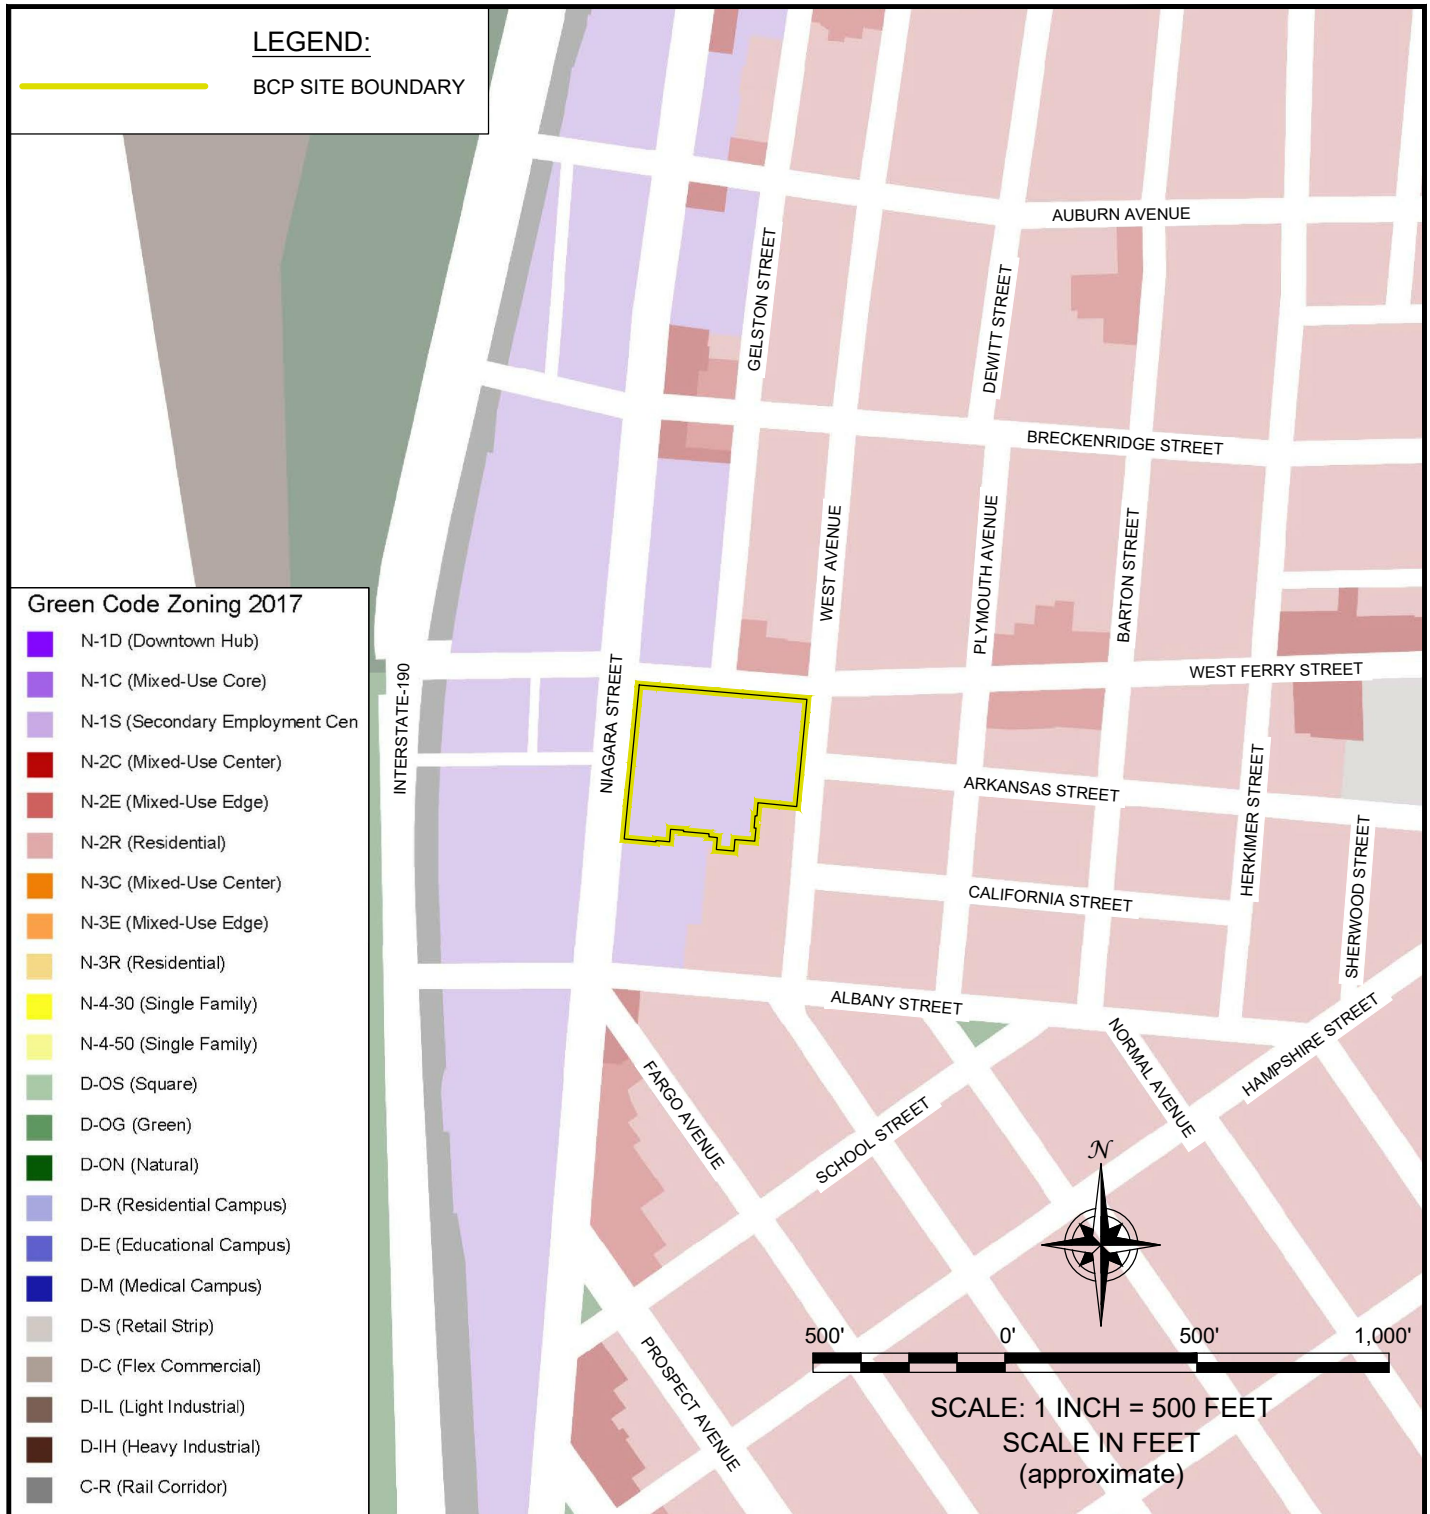 LEGEND:
BCP SITE BOUNDARY
AUBURN AVENUE
GELSTON STREET
DEWITT STREET
BRECKENRIDGE STREET
WEST AVENUE
PLYMOUTH AVENUE
BARTON STREET
WEST FERRY STREET
INTERSTATE-190
NIAGARA STREET
ARKANSAS STREET
HERKIMER STREET
SHERWOOD STREET
CALIFORNIA STREET
ALBANY STREET
FARGO AVENUE
SCHOOL STREET
NORMAL AVENUE
HAMPSHIRE STREET
PROSPECT AVENUE
Green Code Zoning 2017
N-1D (Downtown Hub)
N-1C (Mixed-Use Core)
N-1S (Secondary Employment Cen
N-2C (Mixed-Use Center)
N-2E (Mixed-Use Edge)
N-2R (Residential)
N-3C (Mixed-Use Center)
N-3E (Mixed-Use Edge)
N-3R (Residential)
N-4-30 (Single Family)
N-4-50 (Single Family)
D-OS (Square)
D-OG (Green)
D-ON (Natural)
D-R (Residential Campus)
D-E (Educational Campus)
D-M (Medical Campus)
D-S (Retail Strip)
D-C (Flex Commercial)
D-IL (Light Industrial)
D-IH (Heavy Industrial)
C-R (Rail Corridor)
N
500' 0' 500' 1,000'
SCALE: 1 INCH = 500 FEET
SCALE IN FEET
(approximate)